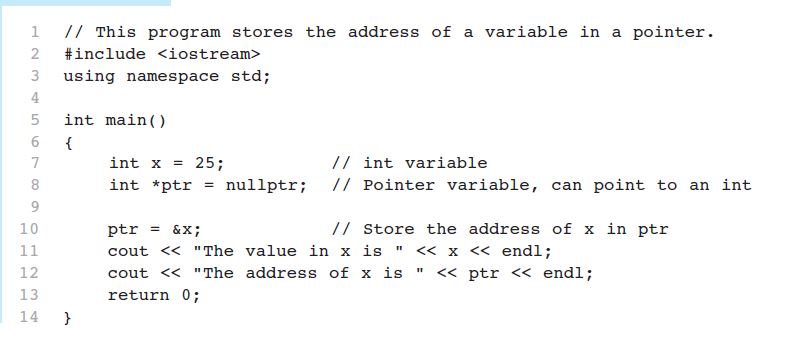 1 // This program stores the address of a variable in a pointer.
2 #include <iostream>
3 using namespace std;
4
5 int main()
6 {
7 int x = 25; // int variable
8 int *ptr = nullptr; // Pointer variable, can point to an int
9
10 ptr = &x; // Store the address of x in ptr
11 cout << "The value in x is " << x << endl;
12 cout << "The address of x is " << ptr << endl;
13 return 0;
14 }